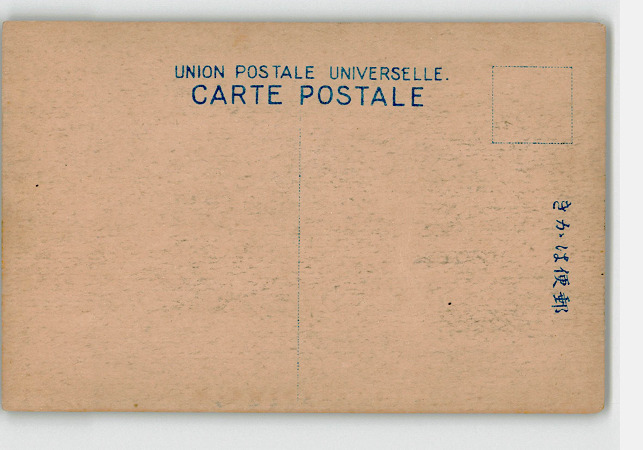 UNION POSTALE UNIVERSELLE.
CARTE POSTALE
きかは便郵